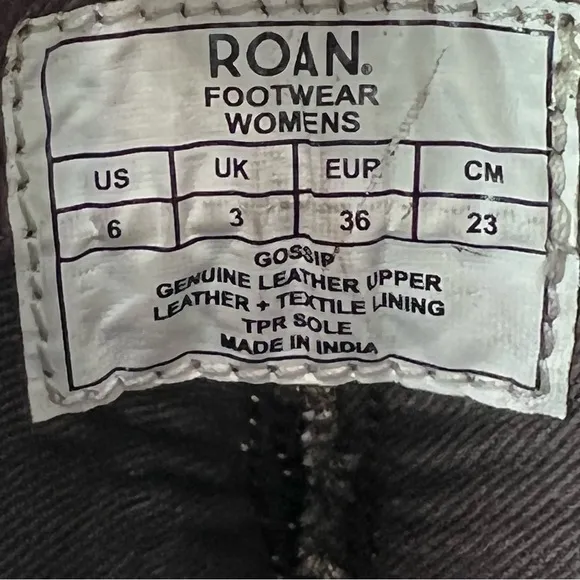 ROAN®
FOOTWEAR
WOMENS
US UK EUR CM
6 3 36 23
GOSSIP
GENUINE LEATHER UPPER
LEATHER + TEXTILE LINING
TPR SOLE
MADE IN INDIA